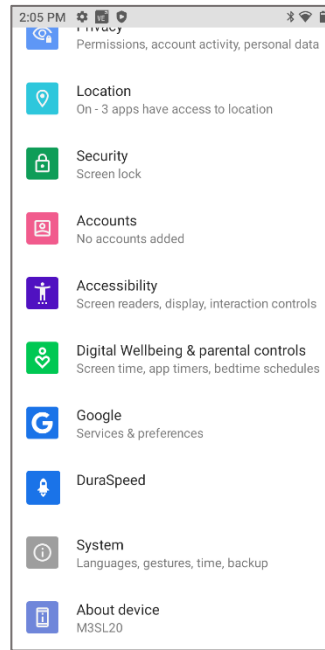 2:05 PM
Privacy
Permissions, account activity, personal data
Location
On - 3 apps have access to location
Security
Screen lock
Accounts
No accounts added
Accessibility
Screen readers, display, interaction controls
Digital Wellbeing & parental controls
Screen time, app timers, bedtime schedules
Google
Services & preferences
DuraSpeed
System
Languages, gestures, time, backup
About device
M3SL20